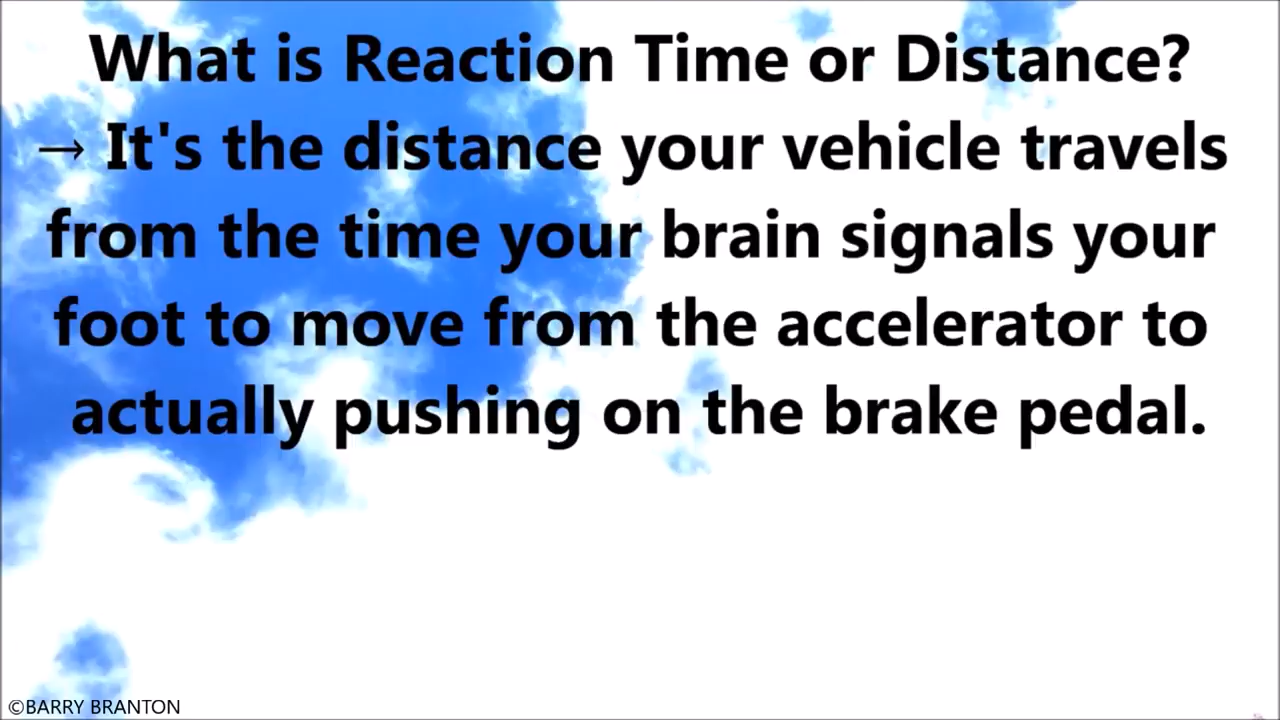 What is Reaction Time or Distance?
→ It's the distance your vehicle travels
from the time your brain signals your
foot to move from the accelerator to
actually pushing on the brake pedal.
©BARRY BRANTON